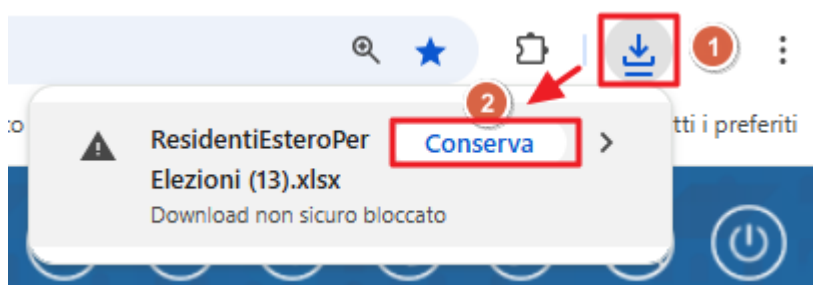 1
2
to
ResidentiEsteroPer
Conserva
tti i preferiti
Elezioni (13).xlsx
Download non sicuro bloccato